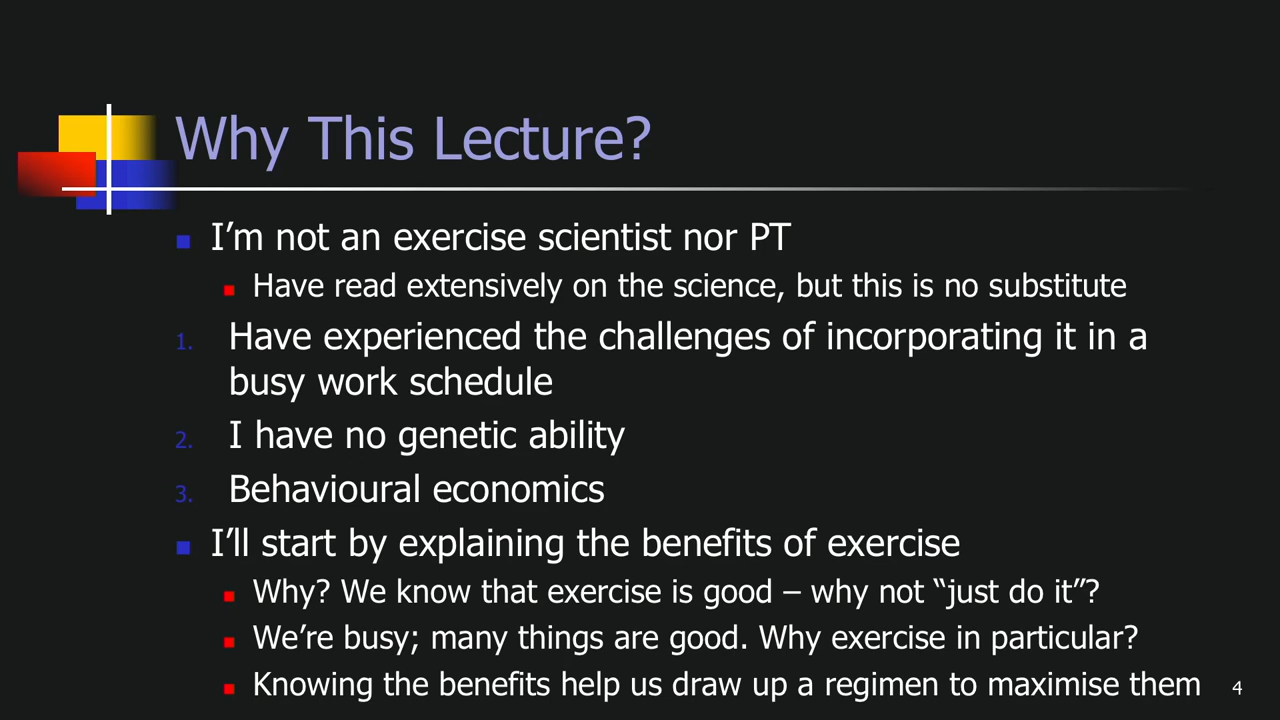 Why This Lecture?
I’m not an exercise scientist nor PT
Have read extensively on the science, but this is no substitute
1. Have experienced the challenges of incorporating it in a
busy work schedule
2. I have no genetic ability
3. Behavioural economics
I’ll start by explaining the benefits of exercise
Why? We know that exercise is good – why not “just do it”?
We’re busy; many things are good. Why exercise in particular?
Knowing the benefits help us draw up a regimen to maximise them
4